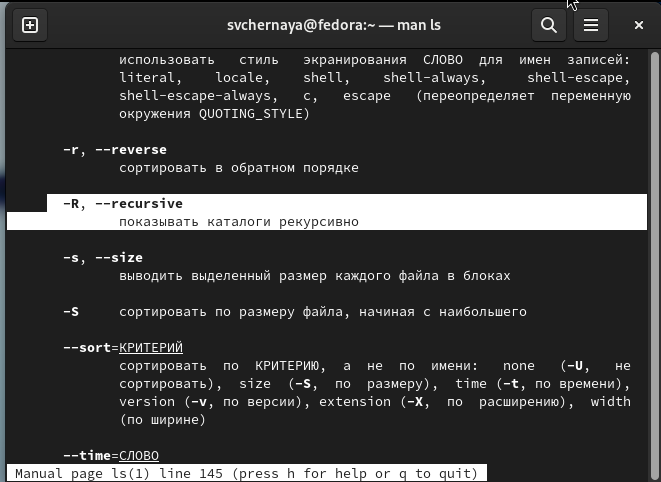 svchernaya@fedora:~ — man ls
использовать стиль экранирования СЛОВО для имен записей:
literal, locale, shell, shell-always, shell-escape,
shell-escape-always, c, escape (переопределяет переменную
окружения QUOTING_STYLE)
-r, --reverse
сортировать в обратном порядке
-R, --recursive
показывать каталоги рекурсивно
-s, --size
выводить выделенный размер каждого файла в блоках
-S сортировать по размеру файла, начиная с наибольшего
--sort=КРИТЕРИЙ
сортировать по КРИТЕРИЮ, а не по имени: none (-U, не
сортировать), size (-S, по размеру), time (-t, по времени),
version (-v, по версии), extension (-X, по расширению), width
(по ширине)
--time=СЛОВО
Manual page ls(1) line 145 (press h for help or q to quit)